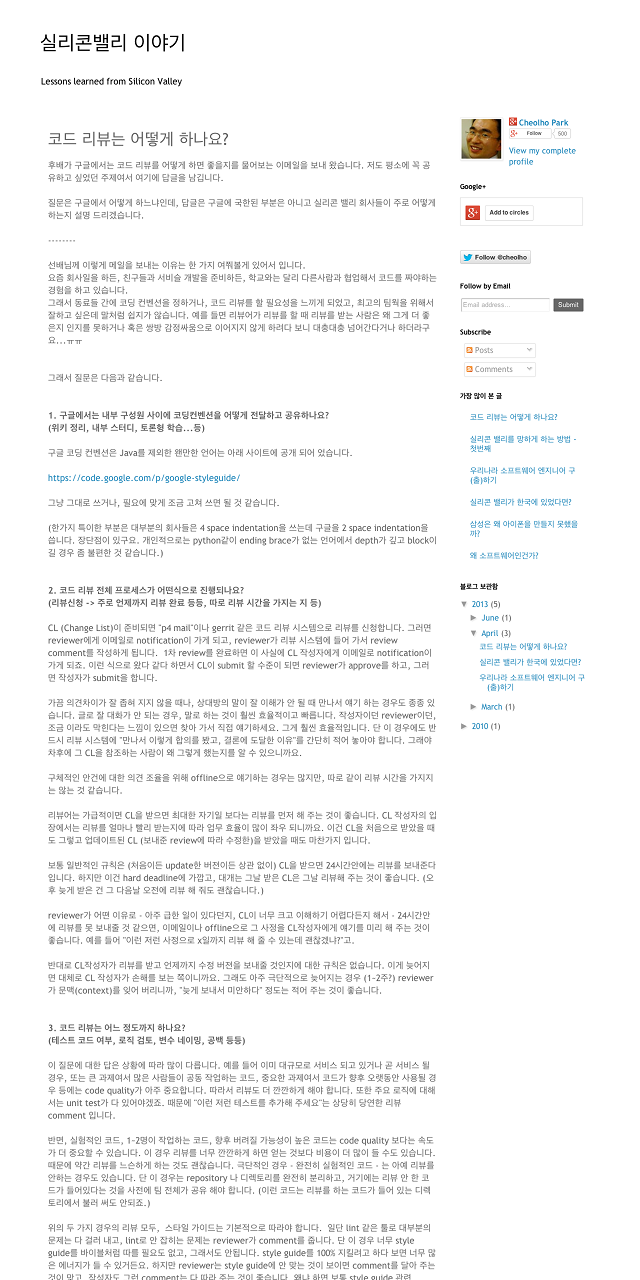 실리콘밸리 이야기
Lessons learned from Silicon Valley
코드 리뷰는 어떻게 하나요?
후배가 구글에서는 코드 리뷰를 어떻게 하면 좋을지를 물어보는 이메일을 보내 왔습니다. 저도 평소에 꼭 공
유하고 싶었던 주제여서 여기에 답글을 남깁니다.
질문은 구글에서 어떻게 하느냐인데, 답글은 구글에 국한된 부분은 아니고 실리콘 밸리 회사들이 주로 어떻게
하는지 설명 드리겠습니다.
--------
선배님께 이렇게 메일을 보내는 이유는 한 가지 여쭤볼게 있어서 입니다.
요즘 회사일을 하든, 친구들과 서비슬 개발을 준비하든, 학교와는 달리 다른사람과 협업해서 코드를 짜야하는
경험을 하고 있습니다.
그래서 동료들 간에 코딩 컨벤션을 정하거나, 코드 리뷰를 할 필요성을 느끼게 되었고, 최고의 팀웍을 위해서
잘하고 싶은데 말처럼 쉽지가 않습니다. 예를 들면 리뷰어가 리뷰를 할 때 리뷰를 받는 사람은 왜 그게 더 좋
은지 인지를 못하거나 혹은 쌍방 감정싸움으로 이어지지 않게 하려다 보니 대충대충 넘어간다거나 하더라구
요...ㅠㅠ
그래서 질문은 다음과 같습니다.
1. 구글에서는 내부 구성원 사이에 코딩컨벤션을 어떻게 전달하고 공유하나요?
(위키 정리, 내부 스터디, 토론형 학습...등)
구글 코딩 컨벤션은 Java를 제외한 왠만한 언어는 아래 사이트에 공개 되어 있습니다.
https://code.google.com/p/google-styleguide/
그냥 그대로 쓰거나, 필요에 맞게 조금 고쳐 쓰면 될 것 같습니다.
(한가지 특이한 부분은 대부분의 회사들은 4 space indentation을 쓰는데 구글을 2 space indentation을
씁니다. 장단점이 있구요. 개인적으로는 python같이 ending brace가 없는 언어에서 depth가 깊고 block이
길 경우 좀 불편한 것 같습니다.)
2. 코드 리뷰 전체 프로세스가 어떤식으로 진행되나요?
(리뷰신청 -> 주로 언제까지 리뷰 완료 등등, 따로 리뷰 시간을 가지는 지 등)
CL (Change List)이 준비되면 "p4 mail"이나 gerrit 같은 코드 리뷰 시스템으로 리뷰를 신청합니다. 그러면
reviewer에게 이메일로 notification이 가게 되고, reviewer가 리뷰 시스템에 들어 가서 review
comment를 작성하게 됩니다. 1차 review를 완료하면 이 사실에 CL 작성자에게 이메일로 notification이
가게 되죠. 이런 식으로 왔다 갔다 하면서 CL이 submit 할 수준이 되면 reviewer가 approve를 하고, 그러
면 작성자가 submit을 합니다.
가끔 의견차이가 잘 좁혀 지지 않을 때나, 상대방의 말이 잘 이해가 안 될 때 만나서 얘기 하는 경우도 종종 있
습니다. 글로 잘 대화가 안 되는 경우, 말로 하는 것이 훨씬 효율적이고 빠릅니다. 작성자이던 reviewer이던,
조금 이라도 막힌다는 느낌이 있으면 찾아 가서 직접 얘기하세요. 그게 훨씬 효율적입니다. 단 이 경우에도 반
드시 리뷰 시스템에 "만나서 이렇게 합의를 봤고, 결론에 도달한 이유"를 간단히 적어 놓아야 합니다. 그래야
차후에 그 CL을 참조하는 사람이 왜 그렇게 했는지를 알 수 있으니까요.
구체적인 안건에 대한 의견 조율을 위해 offline으로 얘기하는 경우는 많지만, 따로 같이 리뷰 시간을 가지지
는 않는 것 같습니다.
리뷰어는 가급적이면 CL을 받으면 최대한 자기일 보다는 리뷰를 먼저 해 주는 것이 좋습니다. CL 작성자의 입
장에서는 리뷰를 얼마나 빨리 받는지에 따라 업무 효율이 많이 좌우 되니까요. 이건 CL을 처음으로 받았을 때
도 그렇고 업데이트된 CL (보내준 review에 따라 수정한)을 받았을 때도 마찬가지 입니다.
보통 일반적인 규칙은 (처음이든 update한 버젼이든 상관 없이) CL을 받으면 24시간안에는 리뷰를 보내준다
입니다. 하지만 이건 hard deadline에 가깝고, 대개는 그날 받은 CL은 그날 리뷰해 주는 것이 좋습니다. (오
후 늦게 받은 건 그 다음날 오전에 리뷰 해 줘도 괜찮습니다.)
reviewer가 어떤 이유로 - 아주 급한 일이 있다던지, CL이 너무 크고 이해하기 어렵다든지 해서 - 24시간안
에 리뷰를 못 보내줄 것 같으면, 이메일이나 offline으로 그 사정을 CL작성자에게 얘기를 미리 해 주는 것이
좋습니다. 예를 들어 "이런 저런 사정으로 x일까지 리뷰 해 줄 수 있는데 괜찮겠냐?"고.
반대로 CL작성자가 리뷰를 받고 언제까지 수정 버젼을 보내줄 것인지에 대한 규칙은 없습니다. 이게 늦어지
면 대체로 CL 작성자가 손해를 보는 쪽이니까요. 그래도 아주 극단적으로 늦어지는 경우 (1-2주?) reviewer
가 문맥(context)를 잊어 버리니까, "늦게 보내서 미안하다" 정도는 적어 주는 것이 좋습니다.
3. 코드 리뷰는 어느 정도까지 하나요?
(테스트 코드 여부, 로직 검토, 변수 네이밍, 공백 등등)
이 질문에 대한 답은 상황에 따라 많이 다릅니다. 예를 들어 이미 대규모로 서비스 되고 있거나 곧 서비스 될
경우, 또는 큰 과제여서 많은 사람들이 공동 작업하는 코드, 중요한 과제여서 코드가 향후 오랫동안 사용될 경
우 등에는 code quality가 아주 중요합니다. 따라서 리뷰도 더 깐깐하게 해야 합니다. 또한 주요 로직에 대해
서는 unit test가 다 있어야겠죠. 때문에 "이런 저런 테스트를 추가해 주세요"는 상당히 당연한 리뷰
comment 입니다.
반면, 실험적인 코드, 1-2명이 작업하는 코드, 향후 버려질 가능성이 높은 코드는 code quality 보다는 속도
가 더 중요할 수 있습니다. 이 경우 리뷰를 너무 깐깐하게 하면 얻는 것보다 비용이 더 많이 들 수도 있습니다.
때문에 약간 리뷰를 느슨하게 하는 것도 괜찮습니다. 극단적인 경우 - 완전히 실험적인 코드 - 는 아예 리뷰를
안하는 경우도 있습니다. 단 이 경우는 repository 나 디렉토리를 완전히 분리하고, 거기에는 리뷰 안 한 코
드가 들어있다는 것을 사전에 팀 전체가 공유 해야 합니다. (이런 코드는 리뷰를 하는 코드가 들어 있는 디렉
토리에서 불러 써도 안되죠.)
위의 두 가지 경우의 리뷰 모두, 스타일 가이드는 기본적으로 따라야 합니다. 일단 lint 같은 툴로 대부분의
문제는 다 걸러 내고, lint로 안 잡히는 문제는 reviewer가 comment를 줍니다. 단 이 경우 너무 style
guide를 바이블처럼 따를 필요도 없고, 그래서도 안됩니다. style guide를 100% 지킬려고 하다 보면 너무 많
은 에너지가 들 수 있거든요. 하지만 reviewer는 style guide에 안 맞는 것이 보이면 comment를 달아 주는
것이 맞고, 작성자도 그런 comment는 다 따라 주는 것이 좋습니다. 왜냐 하면 보통 style guide 관련
Cheolho Park
Follow 500
View my complete
profile
Google+
Add to circles
Follow @cheolho
Follow by Email
Email address...
Submit
Subscribe
Posts
Comments
가장 많이 본 글
코드 리뷰는 어떻게 하나요?
실리콘 밸리를 망하게 하는 방법 -
첫번째
우리나라 소프트웨어 엔지니어 구
(출)하기
실리콘 밸리가 한국에 있었다면?
삼성은 왜 아이폰을 만들지 못했을
까?
왜 소프트웨어인간가?
블로그 보관함
▼ 2013 (5)
► June (1)
▼ April (3)
코드 리뷰는 어떻게 하나요?
실리콘 밸리가 한국에 있었다면?
우리나라 소프트웨어 엔지니어 구
(출)하기
► March (1)
► 2010 (1)